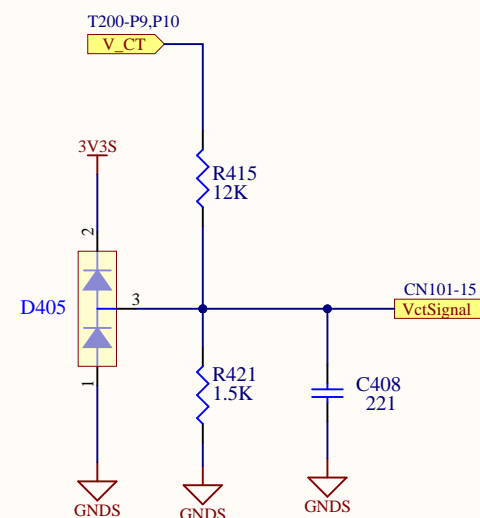 T200-P9,P10
V_CT
3V3S
R415
12K
2
D405
3
CN101-15
VctSignal
1
R421
1.5K
C408
221
GNDS
GNDS
GNDS